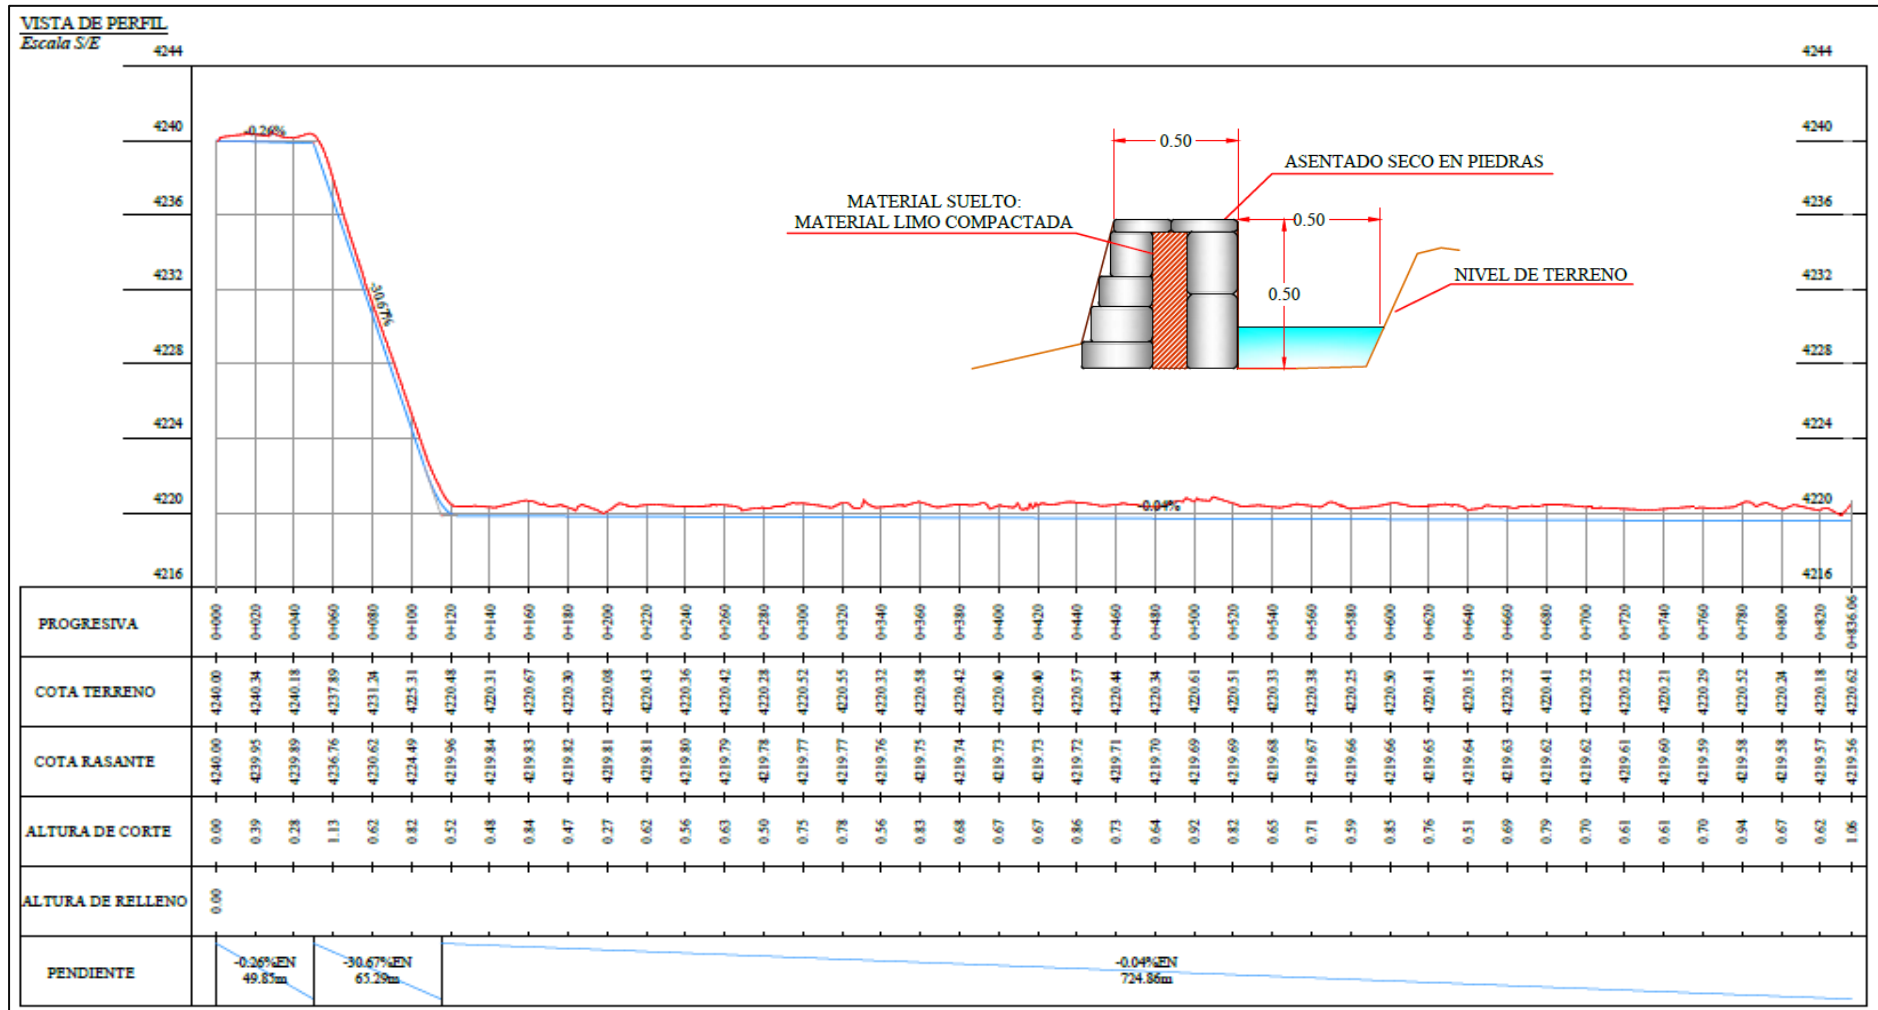 VISTA DE PERFIL
Escala S/E
4244 4244
4240 4240
4236 4236
4232 4232
4228 4228
4224 4224
4220 4220
4216 4216
-0.26%
-30.67%
-0.04%
0.50
ASENTADO SECO EN PIEDRAS
MATERIAL SUELTO:
MATERIAL LIMO COMPACTADA
0.50
0.50
NIVEL DE TERRENO
PROGRESIVA 0+000 0+020 0+040 0+060 0+080 0+100 0+120 0+140 0+160 0+180 0+200 0+220 0+240 0+260 0+280 0+300 0+320 0+340 0+360 0+380 0+400 0+420 0+440 0+460 0+480 0+500 0+520 0+540 0+560 0+580 0+600 0+620 0+640 0+660 0+680 0+700 0+720 0+740 0+760 0+780 0+800 0+820 0+836.06
COTA TERRENO 4240.00 4240.34 4240.18 4237.89 4231.24 4225.31 4220.48 4220.31 4220.67 4220.30 4220.08 4220.43 4220.36 4220.42 4220.28 4220.52 4220.55 4220.32 4220.58 4220.42 4220.40 4220.40 4220.57 4220.44 4220.34 4220.61 4220.51 4220.33 4220.38 4220.25 4220.50 4220.41 4220.15 4220.32 4220.41 4220.32 4220.22 4220.21 4220.29 4220.52 4220.24 4220.18 4220.62
COTA RASANTE 4240.00 4239.95 4239.89 4236.76 4230.62 4224.49 4219.96 4219.84 4219.83 4219.82 4219.81 4219.81 4219.80 4219.79 4219.78 4219.77 4219.77 4219.76 4219.75 4219.74 4219.73 4219.73 4219.72 4219.71 4219.70 4219.69 4219.69 4219.68 4219.67 4219.66 4219.66 4219.65 4219.64 4219.63 4219.62 4219.62 4219.61 4219.60 4219.59 4219.58 4219.58 4219.57 4219.56
ALTURA DE CORTE 0.00 0.39 0.28 1.13 0.62 0.82 0.52 0.48 0.84 0.47 0.27 0.62 0.56 0.63 0.50 0.75 0.78 0.56 0.83 0.68 0.67 0.67 0.86 0.73 0.64 0.92 0.82 0.65 0.71 0.59 0.85 0.76 0.51 0.69 0.79 0.70 0.61 0.61 0.70 0.94 0.67 0.62 1.06
ALTURA DE RELLENO 0.00
PENDIENTE
-0.26%EN
49.85m
-30.67%EN
65.29m
-0.04%EN
724.86m